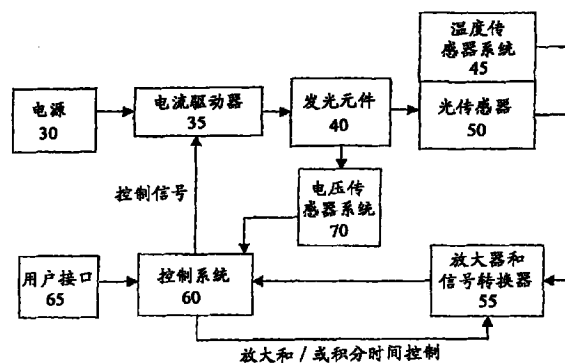 温度传
感器系统
45
电源
30
电流驱动器
35
发光元件
40
光传感器
50
控制信号
电压传
感器系统
70
用户接口
65
控制系统
60
放大器和
信号转换器
55
放大和/或积分时间控制